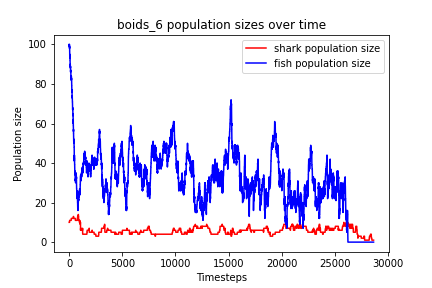 boids_6 population sizes over time
shark population size
fish population size
Population size
100
80
60
40
20
0
0
5000
10000
15000
20000
25000
30000
Timesteps